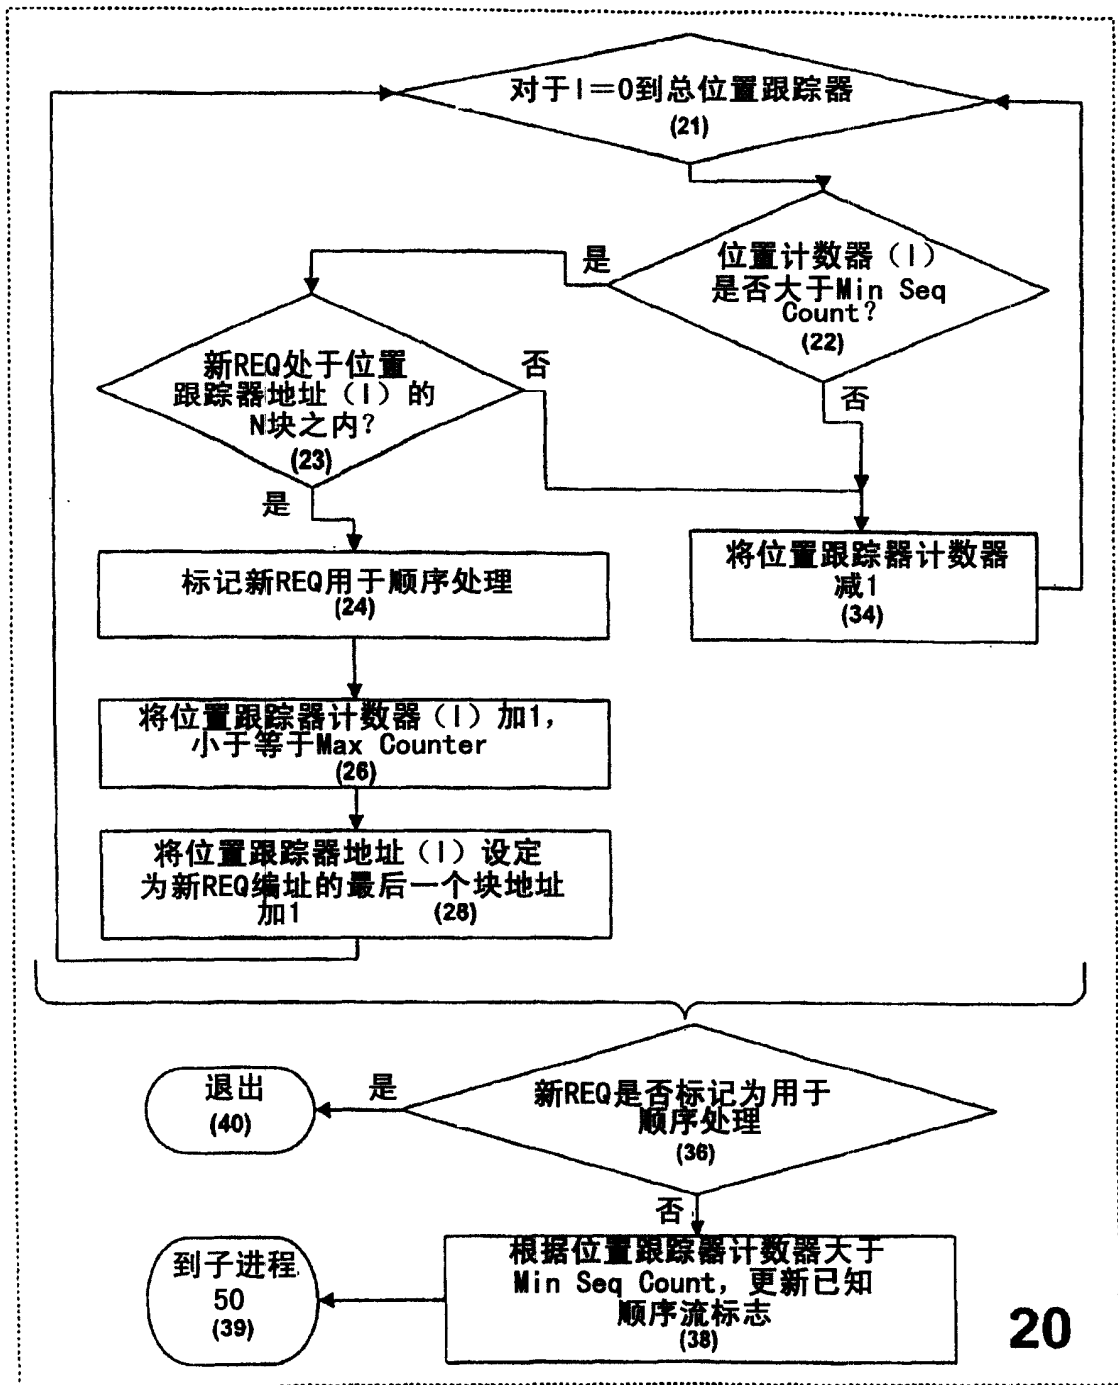 对于I=0到总位置跟踪器
(21)
位置计数器（I）
是否大于Min Seq
Count?
(22)
是
否
新REQ处于位置
跟踪器地址（I）的
N块之内?
(23)
否
是
标记新REQ用于顺序处理
(24)
将位置跟踪器计数器
减1
(34)
将位置跟踪器计数器（I）加1,
小于等于Max Counter
(26)
将位置跟踪器地址（I）设定
为新REQ编址的最后一个块地址
加1 (28)
新REQ是否标记为用于
顺序处理
(36)
是
退出
(40)
否
根据位置跟踪器计数器大于
Min Seq Count, 更新已知
顺序流标志
(38)
到子进程
50
(39)
20